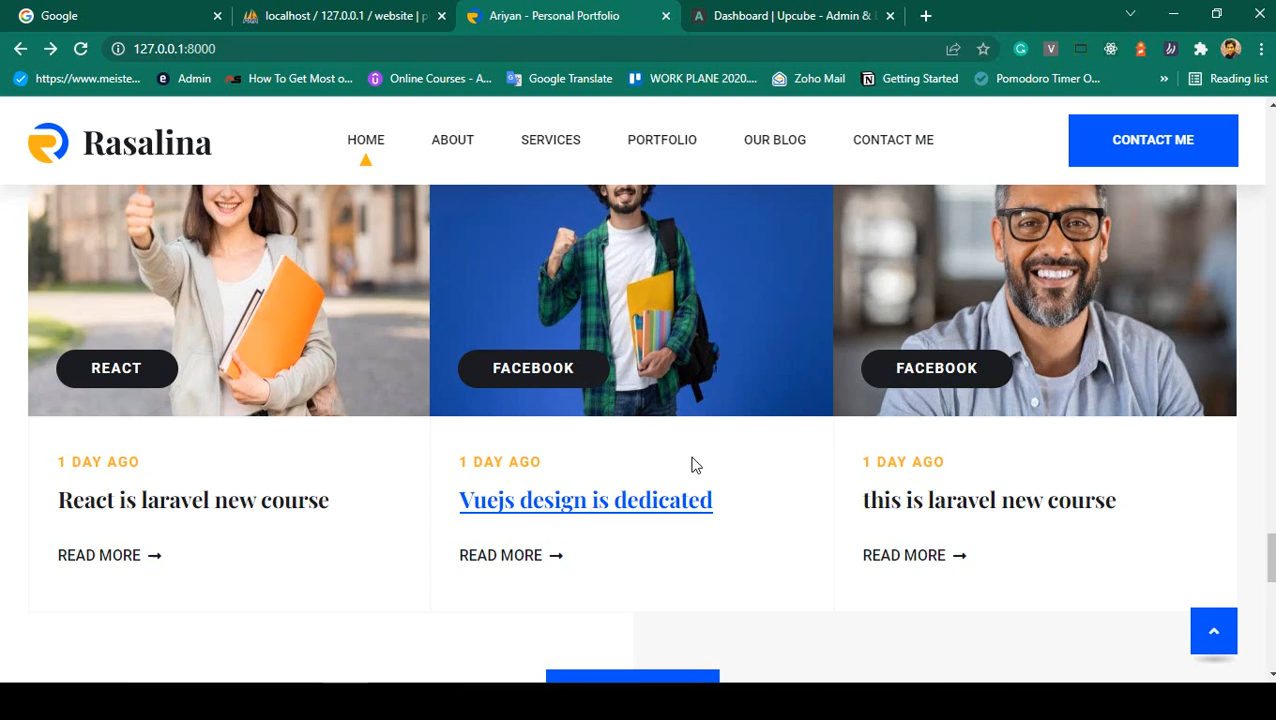 Google
localhost / 127.0.0.1 / website | p
Ariyan - Personal Portfolio
Dashboard | Upcube - Admin &
127.0.0.1:8000
https://www.meiste...
Admin
How To Get Most o...
Online Courses - A...
Google Translate
WORK PLANE 2020....
Zoho Mail
Getting Started
Pomodoro Timer O...
»
Reading list
Rasalina
HOME
ABOUT
SERVICES
PORTFOLIO
OUR BLOG
CONTACT ME
CONTACT ME
REACT
FACEBOOK
FACEBOOK
1 DAY AGO
1 DAY AGO
1 DAY AGO
React is laravel new course
Vuejs design is dedicated
this is laravel new course
READ MORE
READ MORE
READ MORE